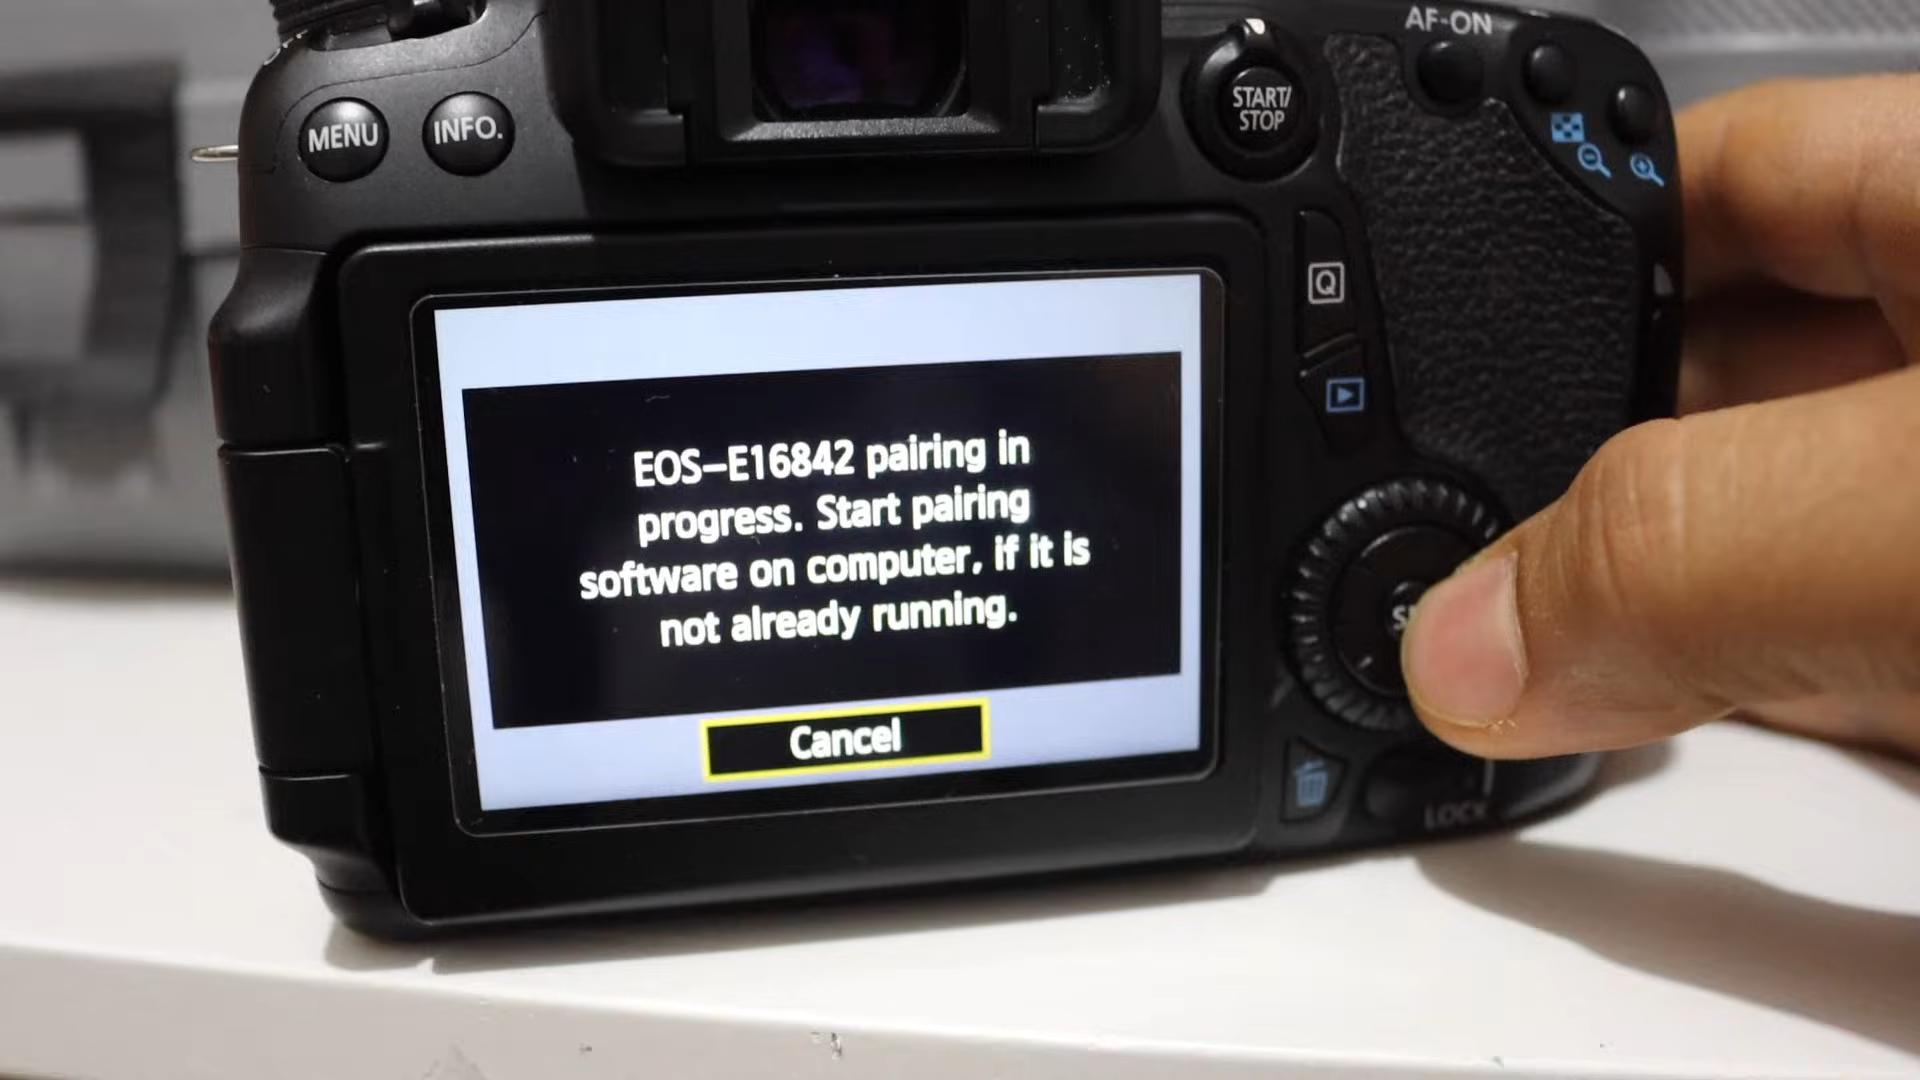 AF-ON
MENU
INFO.
START/
STOP
Q
EOS-E16842 pairing in
progress. Start pairing
software on computer, if it is
not already running.
Cancel
LOCK